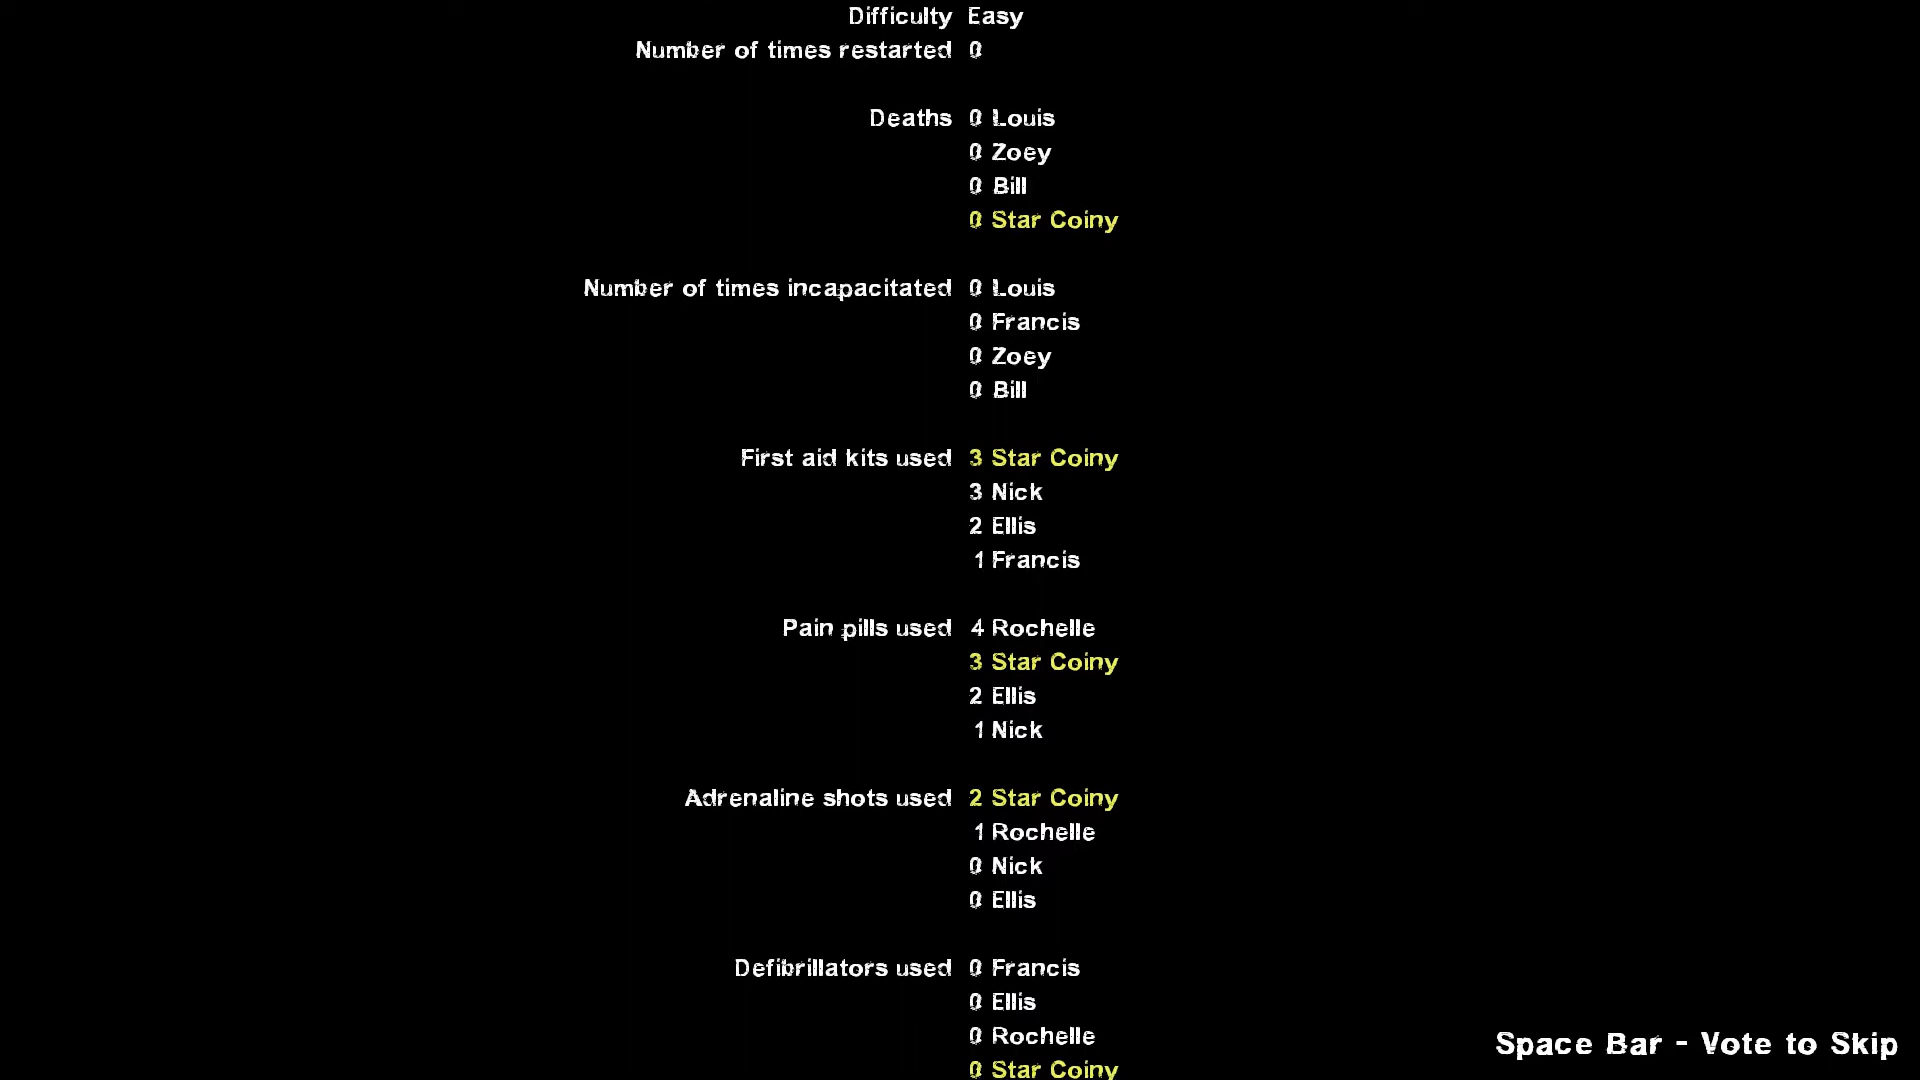 Difficulty Easy
Number of times restarted 0
Deaths 0 Louis
0 Zoey
0 Bill
0 Star Coiny
Number of times incapacitated 0 Louis
0 Francis
0 Zoey
0 Bill
First aid kits used 3 Star Coiny
3 Nick
2 Ellis
1 Francis
Pain pills used 4 Rochelle
3 Star Coiny
2 Ellis
1 Nick
Adrenaline shots used 2 Star Coiny
1 Rochelle
0 Nick
0 Ellis
Defibrillators used 0 Francis
0 Ellis
0 Rochelle
0 Star Coiny
Space Bar - Vote to Skip